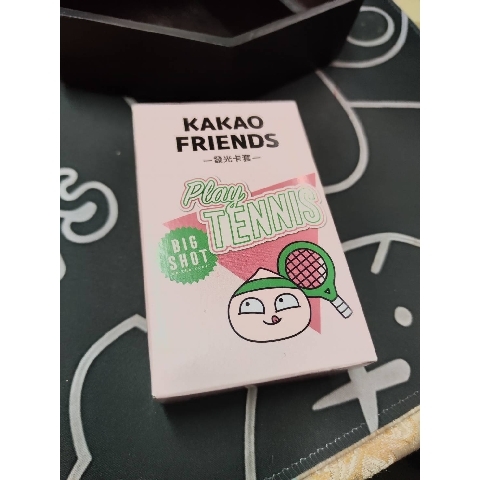 KAKAO
FRIENDS
發光卡套
Play
TENNIS
BIG
SHOT